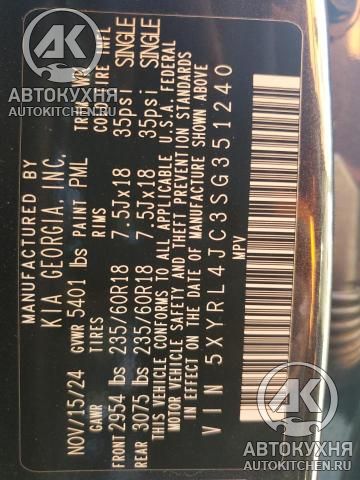 MANUFACTURED BY
KIA GEORGIA INC.
NOV/15/24 GVWR 5401 lbs PAINT PML
GAWR TIRES RIMS COLD TIRE INFL
FRONT 2954 lbs 235/60R18 7.5Jx18 35psi SINGLE
REAR 3075 lbs 235/60R18 7.5Jx18 35psi SINGLE
THIS VEHICLE CONFORMS TO ALL APPLICABLE U.S.A. FEDERAL
MOTOR VEHICLE SAFETY AND THEFT PREVENTION STANDARDS
IN EFFECT ON THE DATE OF MANUFACTURE SHOWN ABOVE
VIN 5XYRL4JC3SG351240
MPV
АВТОКУХНЯ
AutoKitchen.ru
АВТОКУХНЯ
AutoKitchen.ru